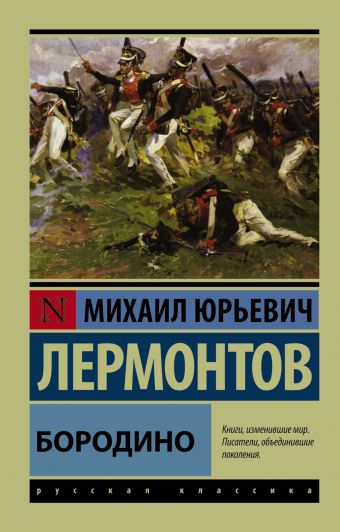 N
МИХАИЛ ЮРЬЕВИЧ
ЛЕРМОНТОВ
БОРОДИНО
Книги, изменившие мир.
Писатели, объединившие
поколения.
русская классика